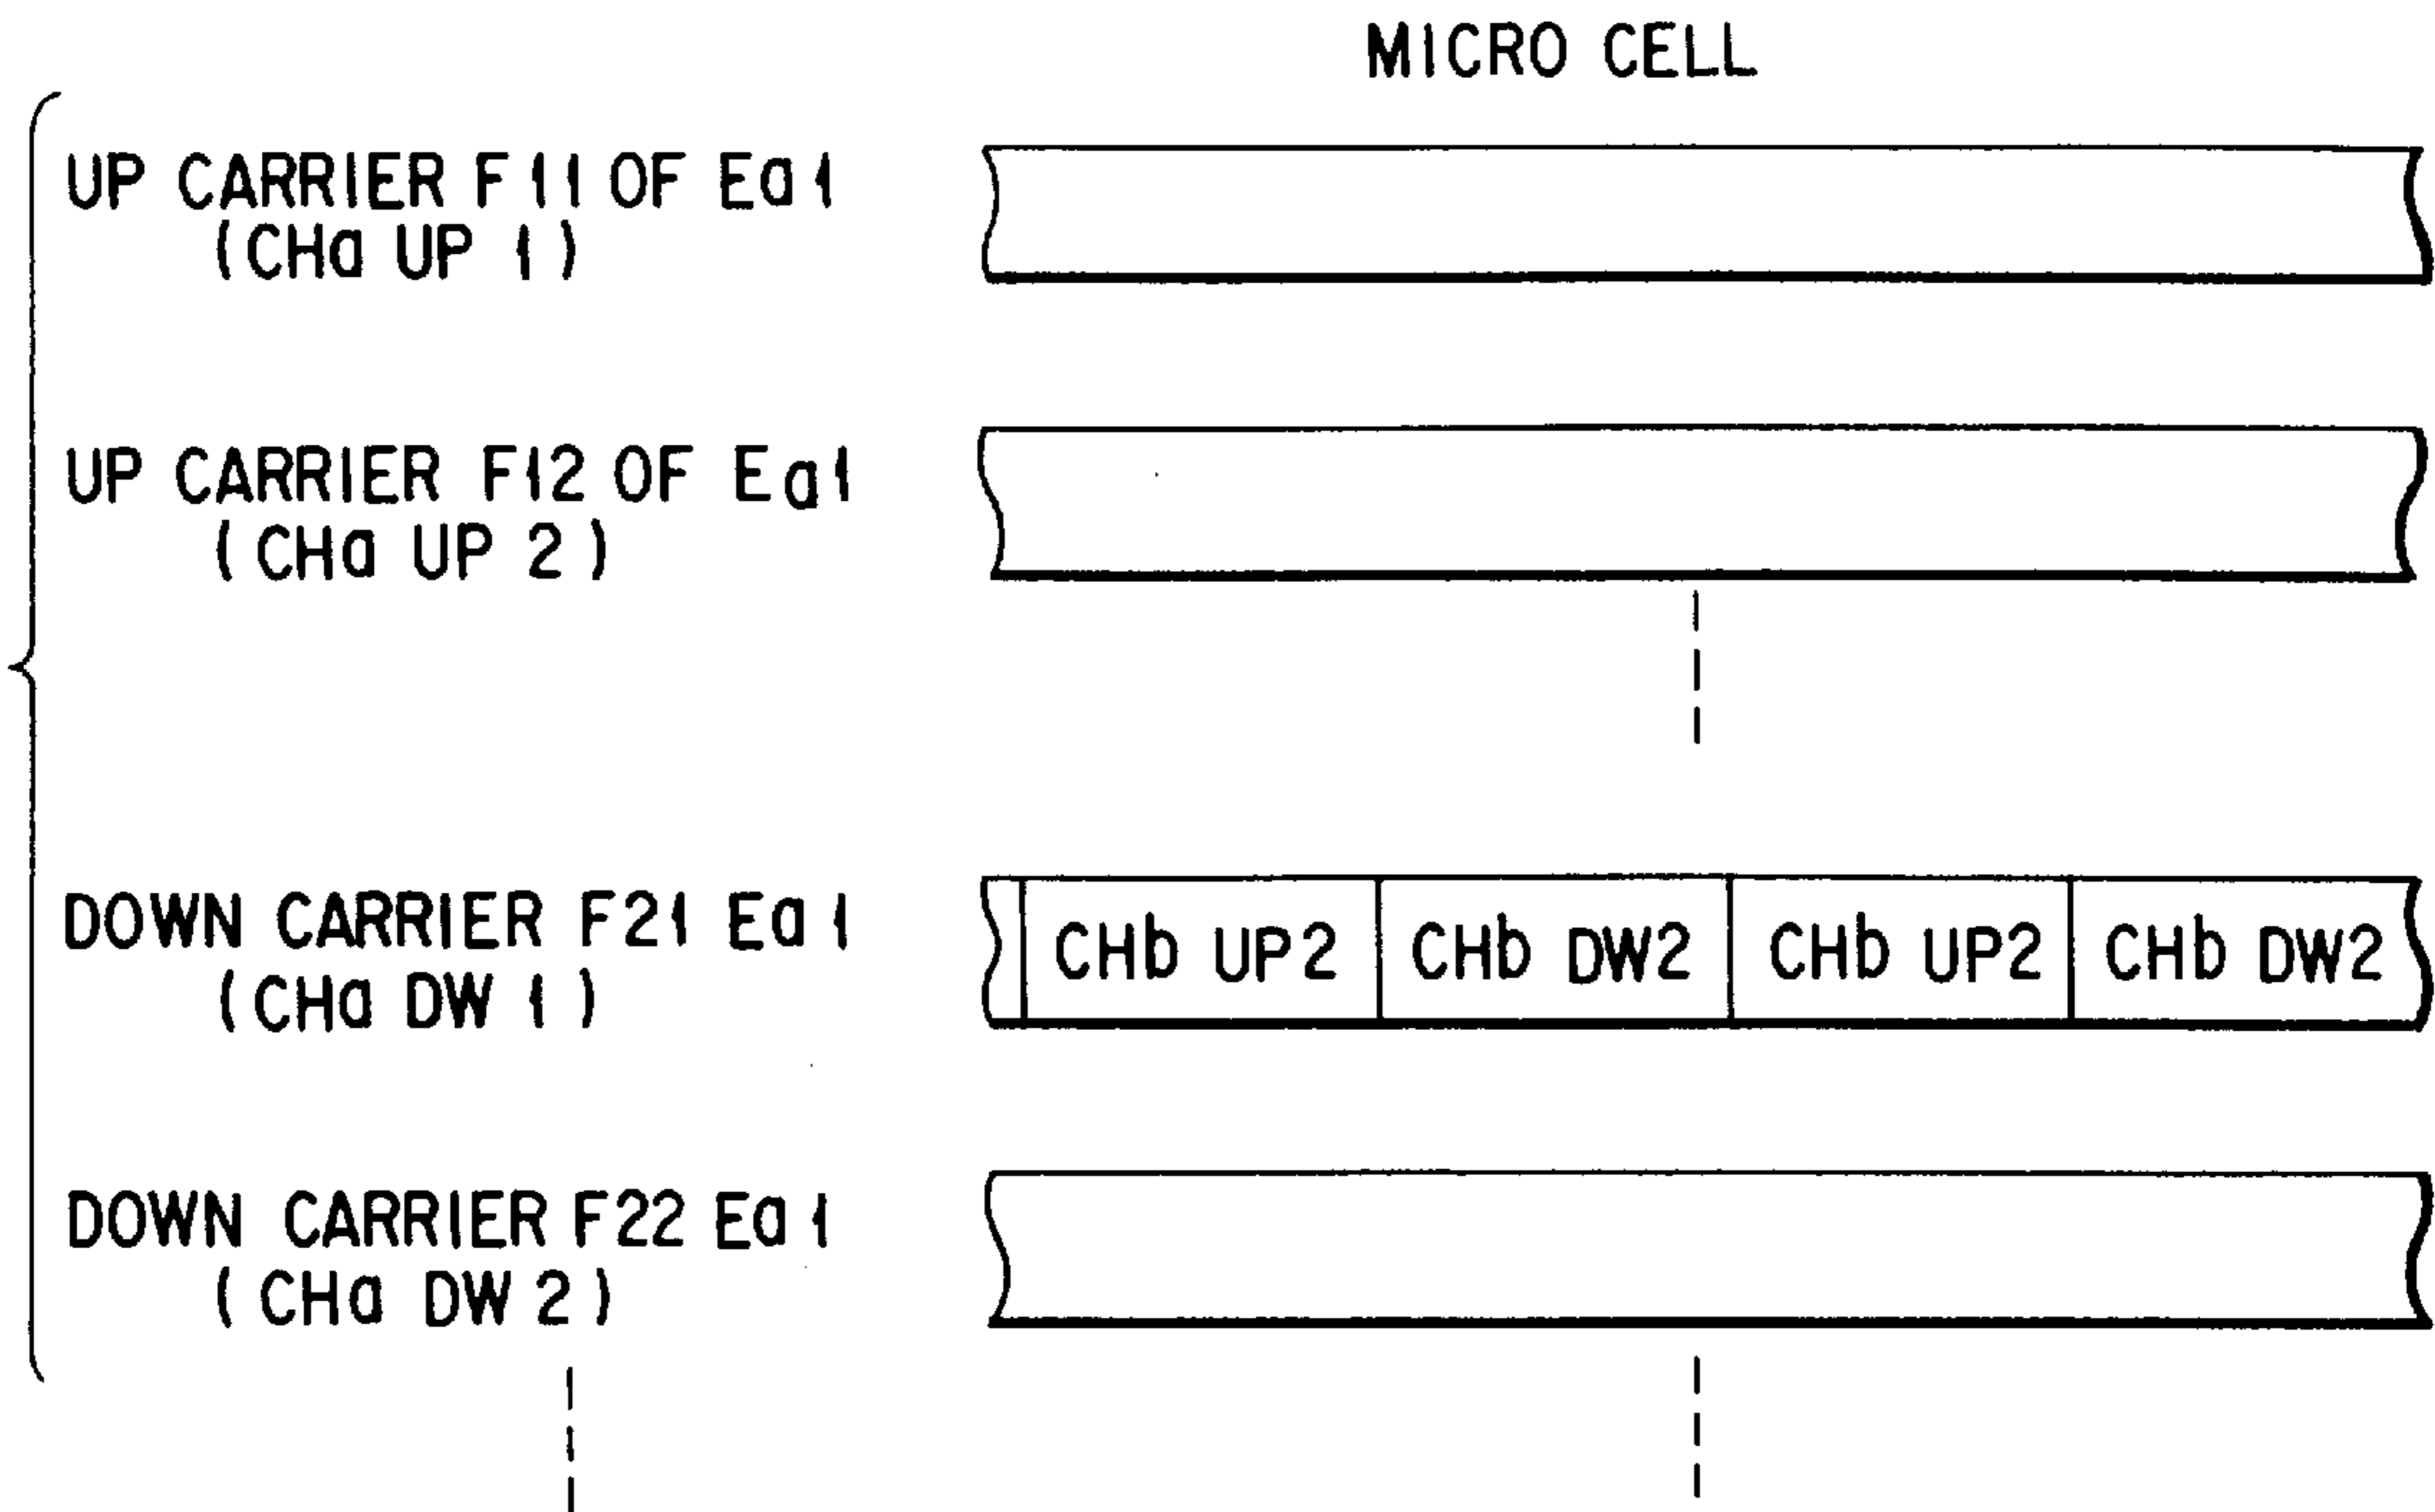 MICRO CELL
UP CARRIER F11 OF Ea1
(CHa UP 1)
UP CARRIER F12 OF Ea1
(CHa UP 2)
DOWN CARRIER F21 Ea1
(CHa DW 1)
CHb UP2 CHb DW2 CHb UP2 CHb DW2
DOWN CARRIER F22 Ea1
(CHa DW 2)